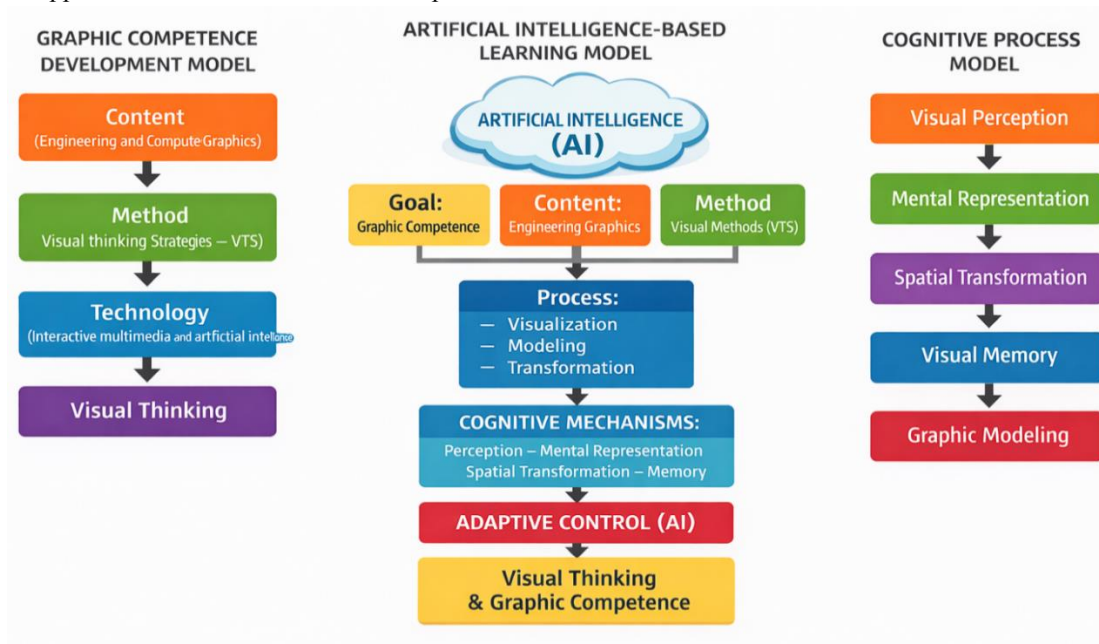 GRAPHIC COMPETENCE
DEVELOPMENT MODEL
Content
(Engineering and Compute Graphics)
Method
Visual thinking Strategies — VTS)
Technology
(Interactive multimedia and artfictial intellance
Visual Thinking
ARTIFICIAL INTELLIGENCE-BASED
LEARNING MODEL
ARTIFICIAL INTELLIGENCE
(AI)
Goal:
Graphic Competence
Content:
Engineering Graphics
Method
Visual Methods (VTS)
Process:
— Visualization
— Modeling
— Transformation
COGNITIVE MECHANISMS:
Perception – Mental Representation
Spatial Transformation – Memory
ADAPTIVE CONTROL (AI)
Visual Thinking
& Graphic Competence
COGNITIVE PROCESS
MODEL
Visual Perception
Mental Representation
Spatial Transformation
Visual Memory
Graphic Modeling